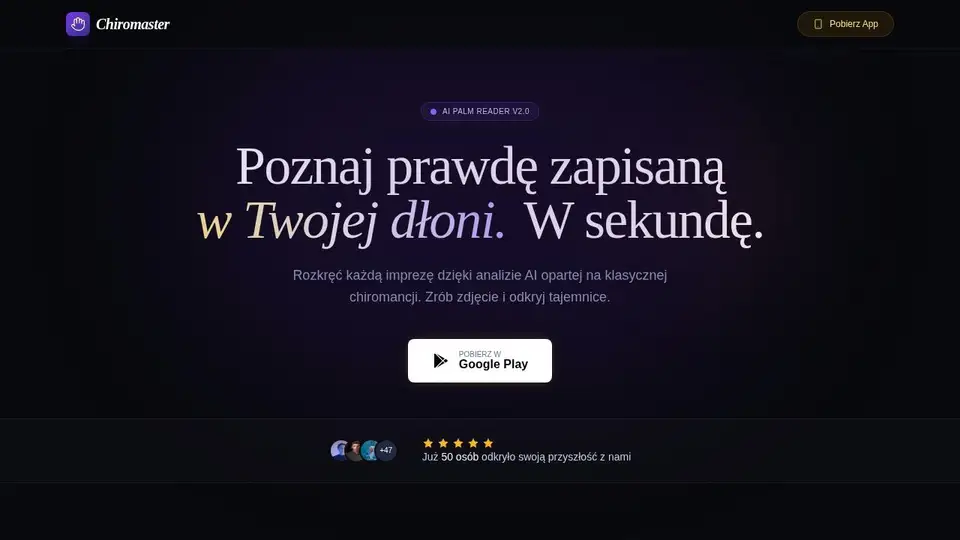 Chiromaster
Pobierz App
AI PALM READER V2.0
Poznaj prawdę zapisaną
w Twojej dłoni. W sekundę.
Rozkręć każdą imprezę dzięki analizie AI opartej na klasycznej
chiromancji. Zrób zdjęcie i odkryj tajemnice.
POBIERZ W
Google Play
+47
Już 50 osób odkryło swoją przyszłość z nami